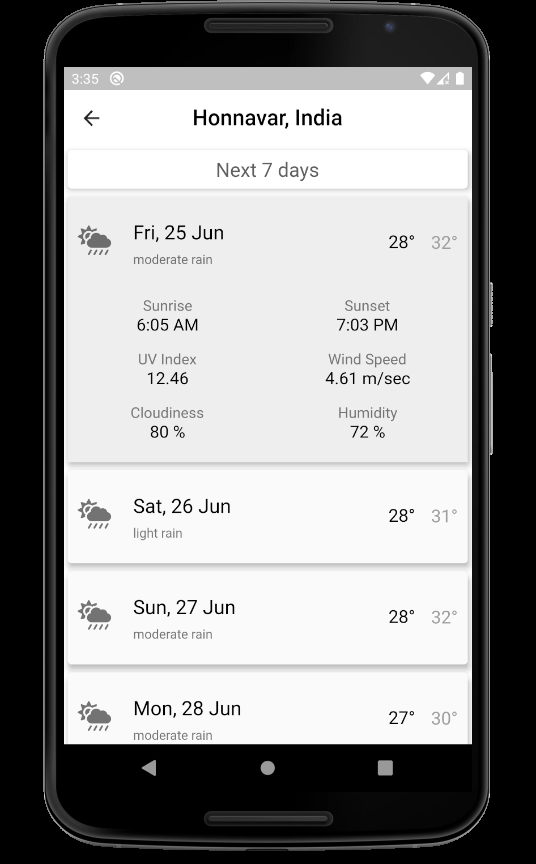 3:35
Honnavar, India
Next 7 days
Fri, 25 Jun
28° 32°
moderate rain
Sunrise Sunset
6:05 AM 7:03 PM
UV Index Wind Speed
12.46 4.61 m/sec
Cloudiness Humidity
80 % 72 %
Sat, 26 Jun
28° 31°
light rain
Sun, 27 Jun
28° 32°
moderate rain
Mon, 28 Jun
27° 30°
moderate rain